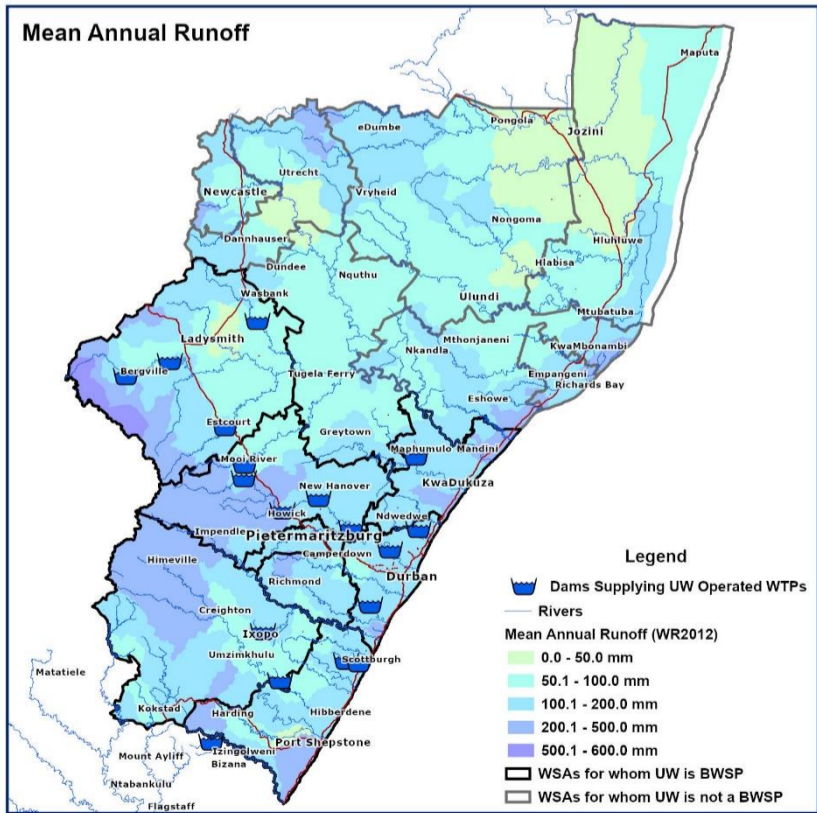 Mean Annual Runoff
Maputa
Pongola
Jozini
eDumbe
Utrecht
Newcastle
Vryheid
Nongoma
Dannhauser
Hluhluwe
Hlabisa
Dundee
Nquthu
Wasbank
Ulundi
Mtubatuba
Mthonjaneni
Ladysmith
Nkandla
KwaMbonambi
Bergville
Tugela Ferry
Empangeni
Richards Bay
Eshowe
Estcourt
Greytown
Maphumulo Mandini
Mooi River
New Hanover
KwaDukuza
Howick
Ndwedwe
Impendle
Pietermaritzburg
Camperdown
Himeville
Durban
Richmond
Creighton
Ixopo
Umzimkhulu
Scottburgh
Matatiele
Kokstad
Harding
Hibberdene
Port Shepstone
Mount Ayliff
Izingolweni
Bizana
Ntabankulu
Flagstaff
Legend
Dams Supplying UW Operated WTPs
Rivers
Mean Annual Runoff (WR2012)
0.0 - 50.0 mm
50.1 - 100.0 mm
100.1 - 200.0 mm
200.1 - 500.0 mm
500.1 - 600.0 mm
WSAs for whom UW is BWSP
WSAs for whom UW is not a BWSP